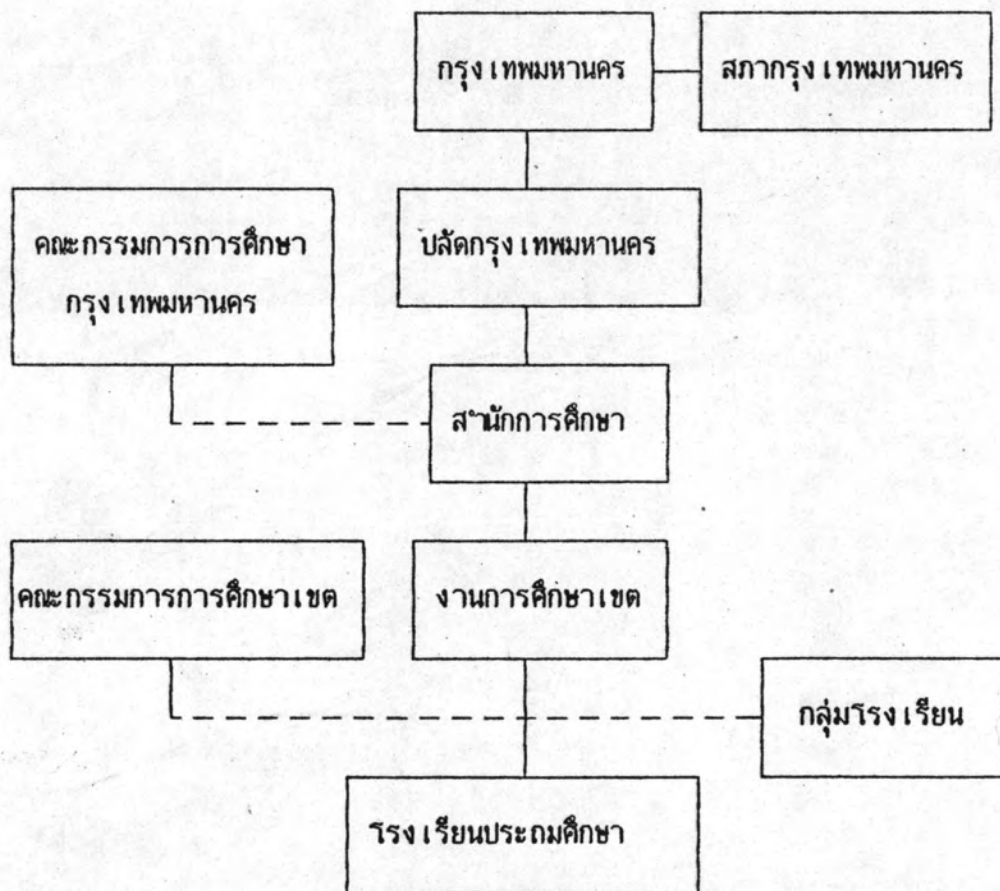 กรุงเทพมหานคร
สภากรุงเทพมหานคร
คณะกรรมการการศึกษา
กรุงเทพมหานคร
ปลัดกรุงเทพมหานคร
สำนักการศึกษา
คณะกรรมการการศึกษาเขต
งานการศึกษาเขต
กลุ่มโรงเรียน
โรงเรียนประถมศึกษา